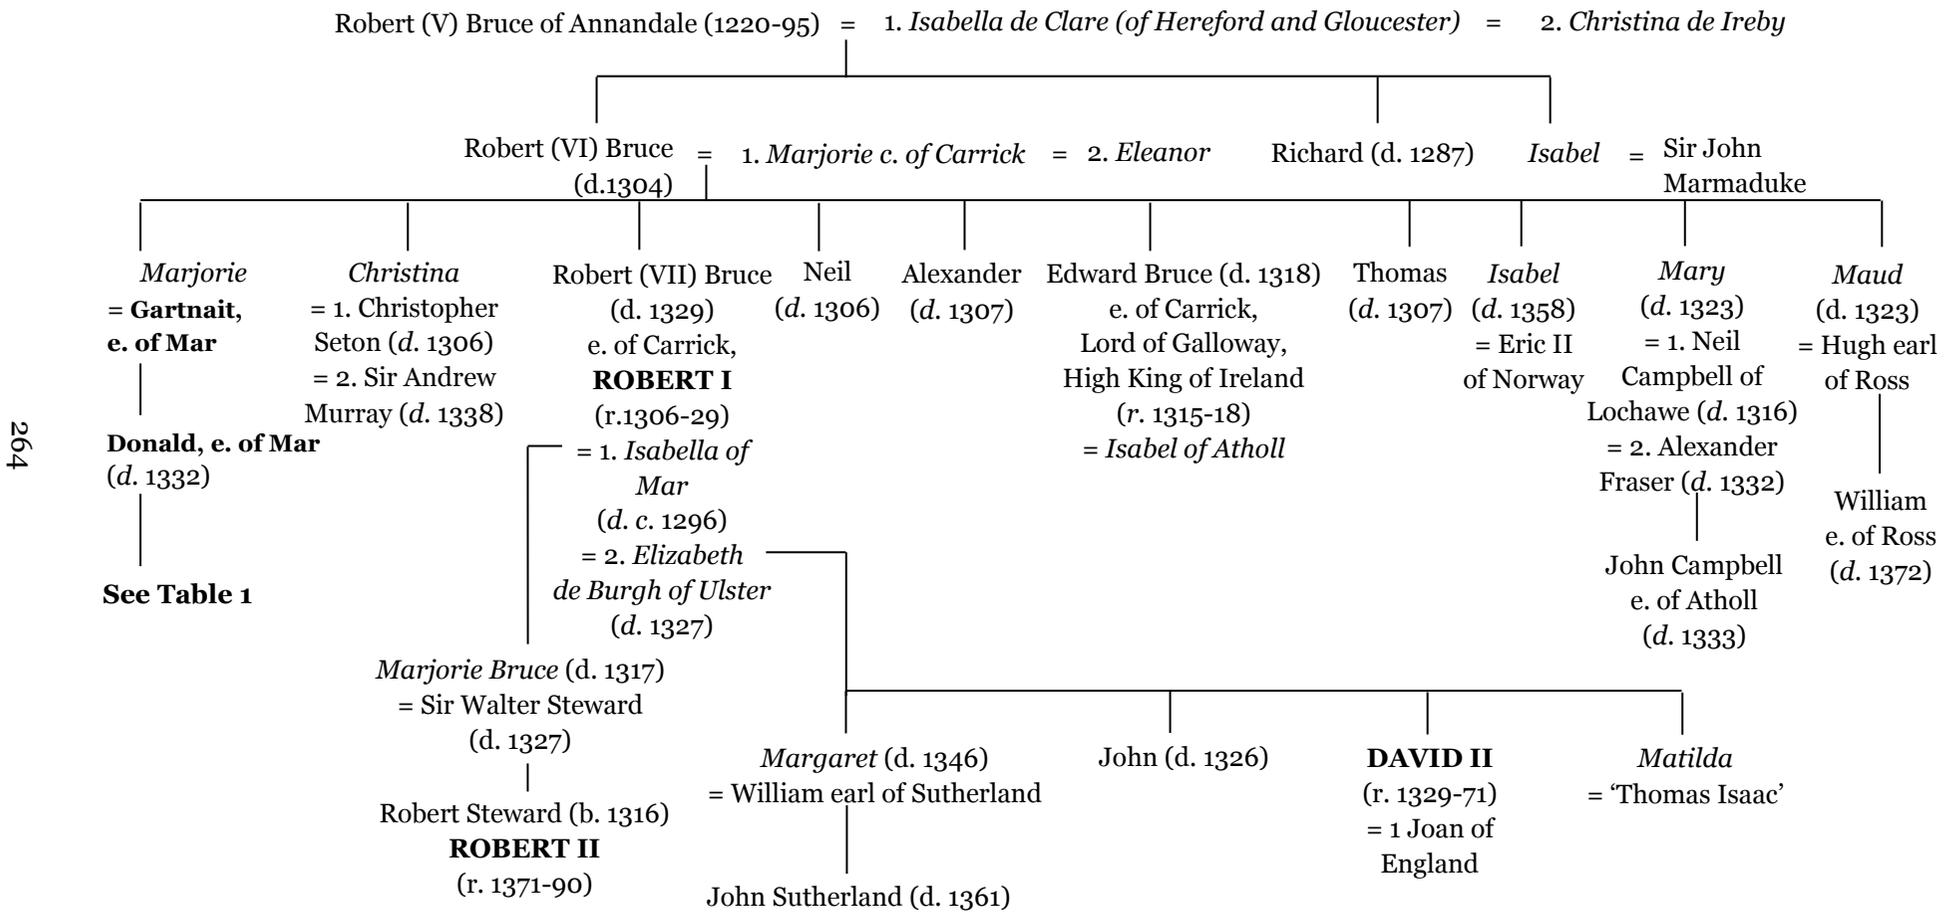 Robert (V) Bruce of Annandale (1220-95) = 1. Isabella de Clare (of Hereford and Gloucester) = 2. Christina de Ireby
Robert (VI) Bruce
(d.1304)
= 1. Marjorie c. of Carrick = 2. Eleanor
Richard (d. 1287)
Isabel =
Sir John
Marmaduke
Marjorie
= Gartnait,
e. of Mar
Donald, e. of Mar
(d. 1332)
See Table 1
Christina
= 1. Christopher
Seton (d. 1306)
= 2. Sir Andrew
Murray (d. 1338)
Robert (VII) Bruce
(d. 1329)
e. of Carrick,
ROBERT I
(r.1306-29)
= 1. Isabella of
Mar
(d. c. 1296)
= 2. Elizabeth
de Burgh of Ulster
(d. 1327)
Neil
(d. 1306)
Alexander
(d. 1307)
Edward Bruce (d. 1318)
e. of Carrick,
Lord of Galloway,
High King of Ireland
(r. 1315-18)
= Isabel of Atholl
Thomas
(d. 1307)
Isabel
(d. 1358)
= Eric II
of Norway
Mary
(d. 1323)
= 1. Neil
Campbell of
Lochawe (d. 1316)
= 2. Alexander
Fraser (d. 1332)
John Campbell
e. of Atholl
(d. 1333)
Maud
(d. 1323)
= Hugh earl
of Ross
William
e. of Ross
(d. 1372)
Marjorie Bruce (d. 1317)
= Sir Walter Steward
(d. 1327)
Robert Steward (b. 1316)
ROBERT II
(r. 1371-90)
Margaret (d. 1346)
= William earl of Sutherland
John Sutherland (d. 1361)
John (d. 1326)
DAVID II
(r. 1329-71)
= 1 Joan of
England
Matilda
= ‘Thomas Isaac’
264